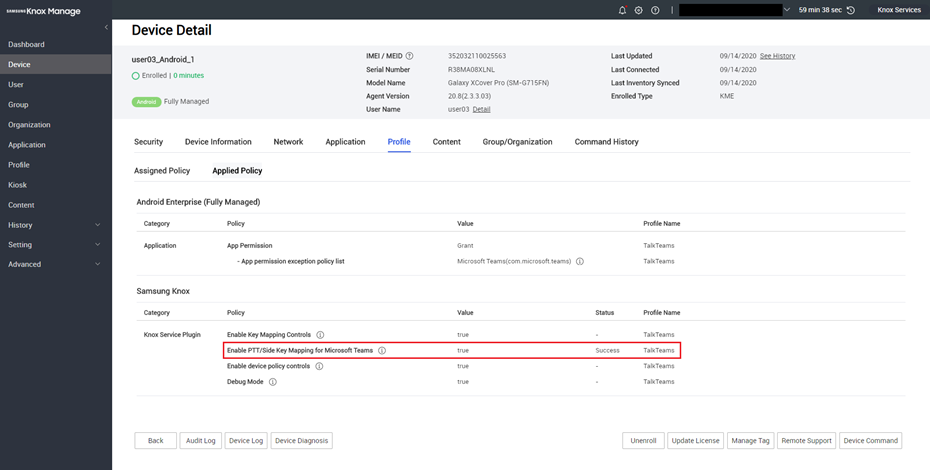 SAMSUNG Knox Manage
59 min 38 sec
Knox Services
Dashboard
Device
User
Group
Organization
Application
Profile
Kiosk
Content
History
Setting
Advanced
Device Detail
user03_Android_1
Enrolled | 0 minutes
Android Fully Managed
IMEI / MEID 352032110025563
Serial Number R38MA08XLNL
Model Name Galaxy XCover Pro (SM-G715FN)
Agent Version 20.8(2.3.3.03)
User Name user03 Detail
Last Updated 09/14/2020 See History
Last Connected 09/14/2020
Last Inventory Synced 09/14/2020
Enrolled Type KME
Security Device Information Network Application Profile Content Group/Organization Command History
Assigned Policy Applied Policy
Android Enterprise (Fully Managed)
Category Policy Value Profile Name
Application App Permission Grant TalkTeams
- App permission exception policy list Microsoft Teams(com.microsoft.teams) TalkTeams
Samsung Knox
Category Policy Value Status Profile Name
Knox Service Plugin Enable Key Mapping Controls true - TalkTeams
Enable PTT/Side Key Mapping for Microsoft Teams true Success TalkTeams
Enable device policy controls true - TalkTeams
Debug Mode true - TalkTeams
Back Audit Log Device Log Device Diagnosis Unenroll Update License Manage Tag Remote Support Device Command